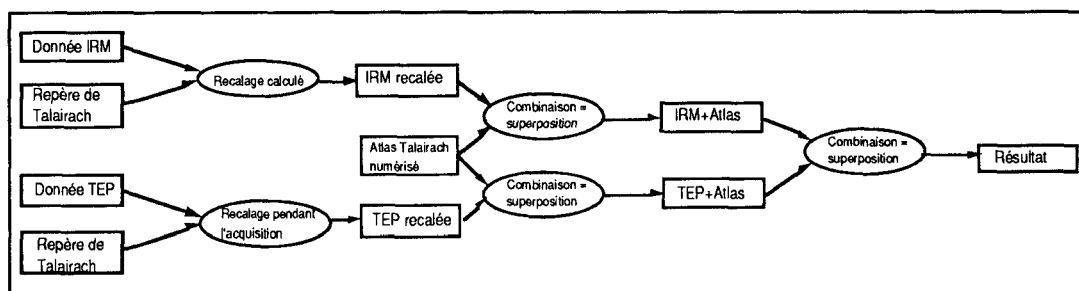 Donnée IRM
Repère de
Talairach
Recalage calculé
IRM recalée
Combinaison =
superposition
IRM+Atlas
Atlas Talairach
numérisé
Combinaison =
superposition
Résultat
Donnée TEP
Repère de
Talairach
Recalage pendant
l'acquisition
TEP recalée
Combinaison =
superposition
TEP+Atlas